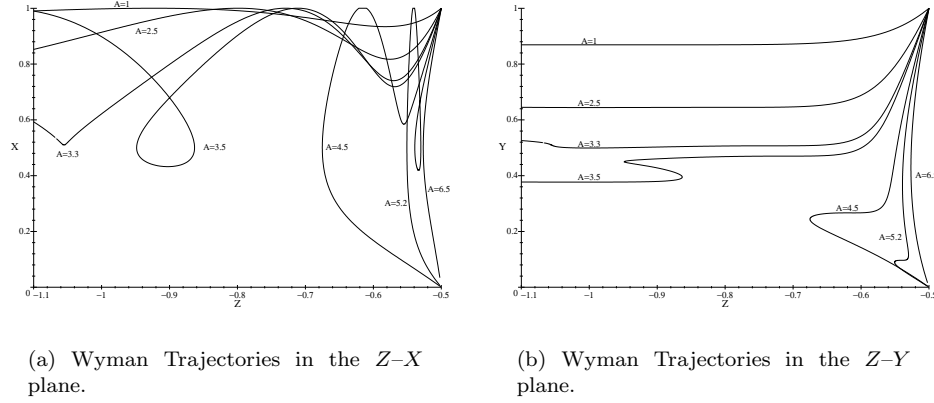 1
0.8
0.6
X
0.4
0.2
0
−1.1
−1
−0.9
−0.8
−0.7
−0.6
−0.5
Z
A=1
A=2.5
A=3.3
A=3.5
A=4.5
A=5.2
A=6.5
1
0.8
0.6
Y
0.4
0.2
0
−1.1
−1
−0.9
−0.8
−0.7
−0.6
−0.5
Z
A=1
A=2.5
A=3.3
A=3.5
A=4.5
A=5.2
A=6.
(a) Wyman Trajectories in the Z–X
plane.
(b) Wyman Trajectories in the Z–Y
plane.